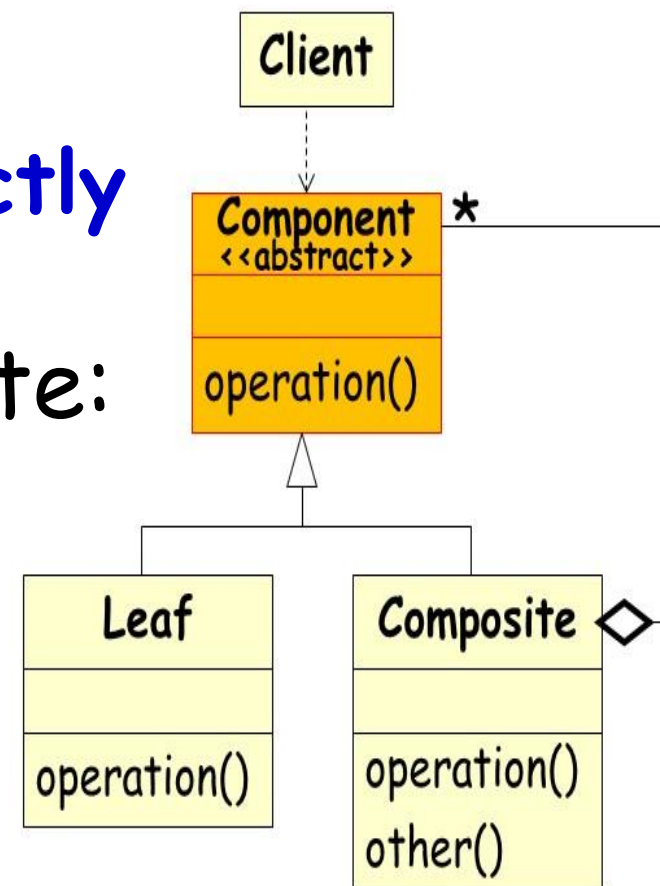 Client
ctly
Component *
<<abstract>>
te:
operation()
Leaf
Composite
operation()
operation()
other()